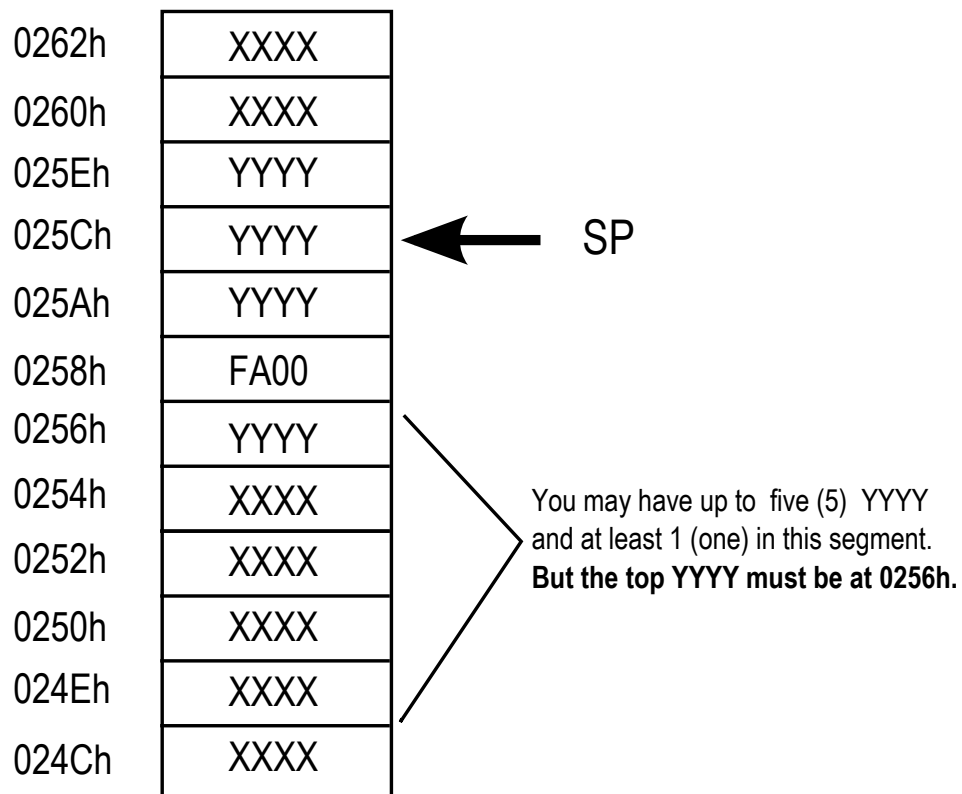 0262h XXXX
0260h XXXX
025Eh YYYY
025Ch YYYY SP
025Ah YYYY
0258h FA00
0256h YYYY
0254h XXXX
You may have up to five (5) YYYY
0252h XXXX
and at least 1 (one) in this segment.
But the top YYYY must be at 0256h.
0250h XXXX
024Eh XXXX
024Ch XXXX